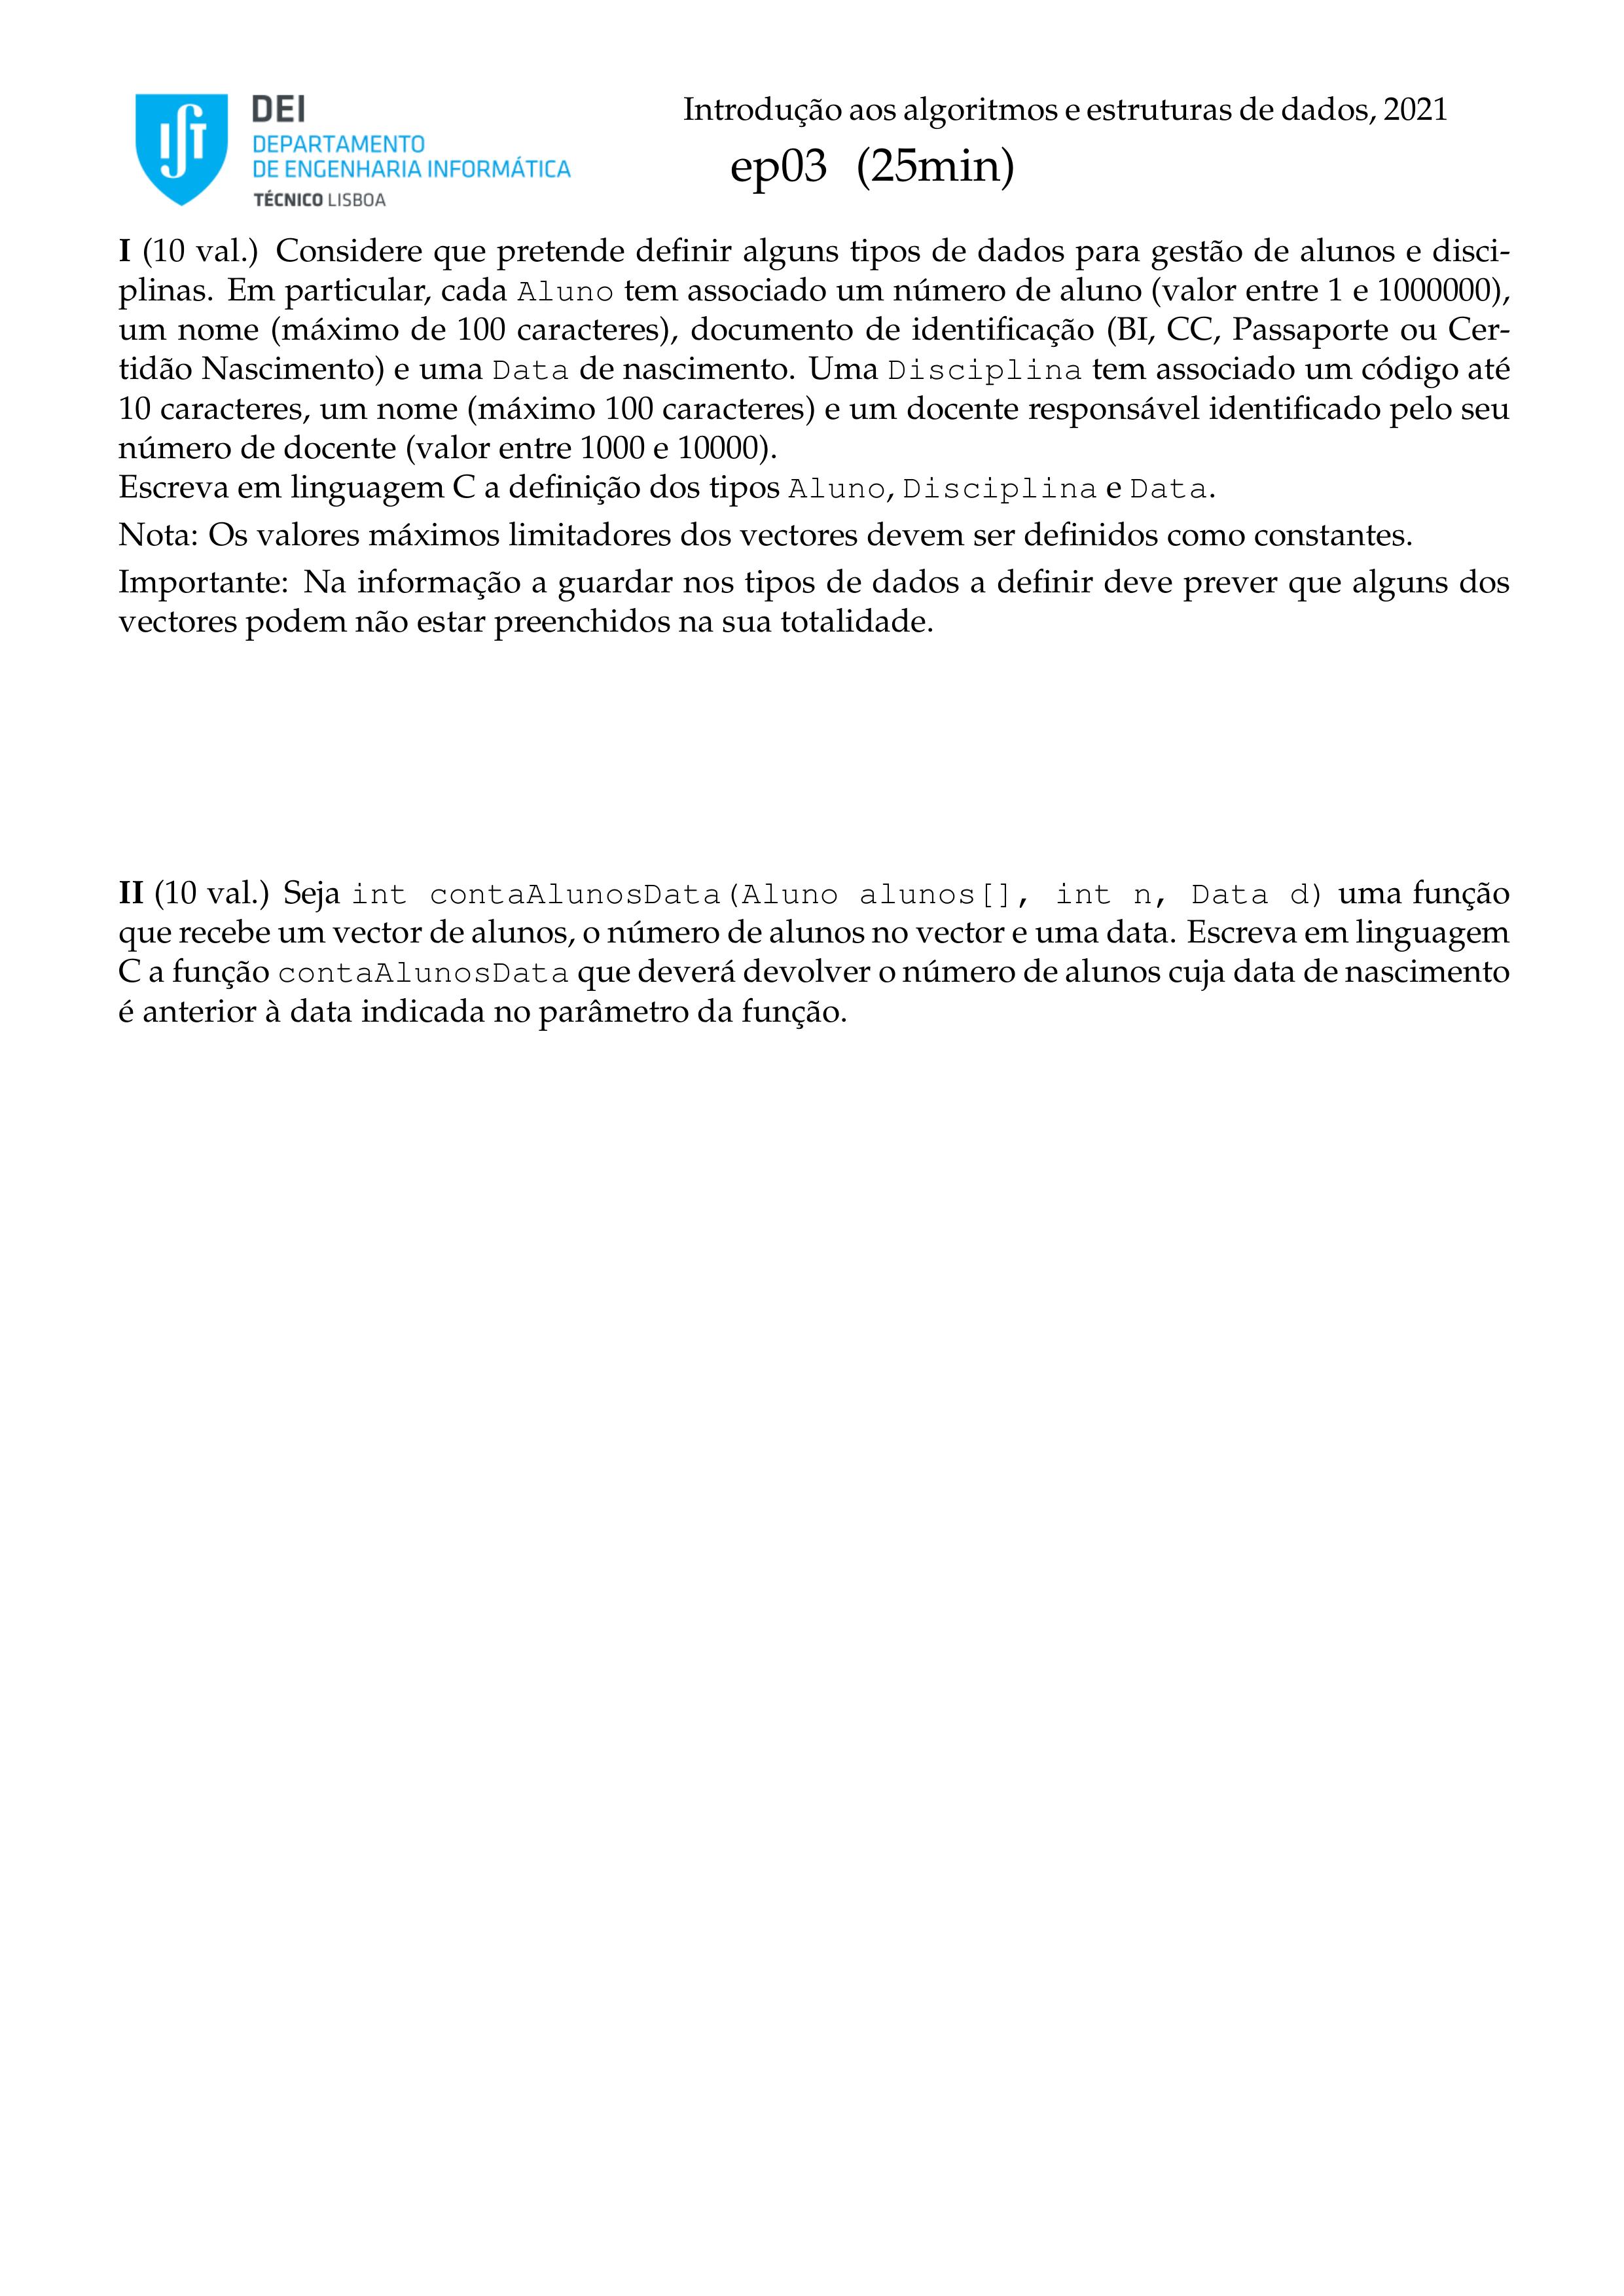 DEI
DEPARTAMENTO
DE ENGENHARIA INFORMÁTICA
TÉCNICO LISBOA
Introdução aos algoritmos e estruturas de dados, 2021
ep03 (25min)
I (10 val.) Considere que pretende definir alguns tipos de dados para gestão de alunos e disci-
plinas. Em particular, cada Aluno tem associado um número de aluno (valor entre 1 e 1000000),
um nome (máximo de 100 caracteres), documento de identificação (BI, CC, Passaporte ou Cer-
tidão Nascimento) e uma Data de nascimento. Uma Disciplina tem associado um código até
10 caracteres, um nome (máximo 100 caracteres) e um docente responsável identificado pelo seu
número de docente (valor entre 1000 e 10000).
Escreva em linguagem C a definição dos tipos Aluno, Disciplina e Data.
Nota: Os valores máximos limitadores dos vectores devem ser definidos como constantes.
Importante: Na informação a guardar nos tipos de dados a definir deve prever que alguns dos
vectores podem não estar preenchidos na sua totalidade.
II (10 val.) Seja int contaAlunosData(Aluno alunos[], int n, Data d) uma função
que recebe um vector de alunos, o número de alunos no vector e uma data. Escreva em linguagem
C a função contaAlunosData que deverá devolver o número de alunos cuja data de nascimento
é anterior à data indicada no parâmetro da função.